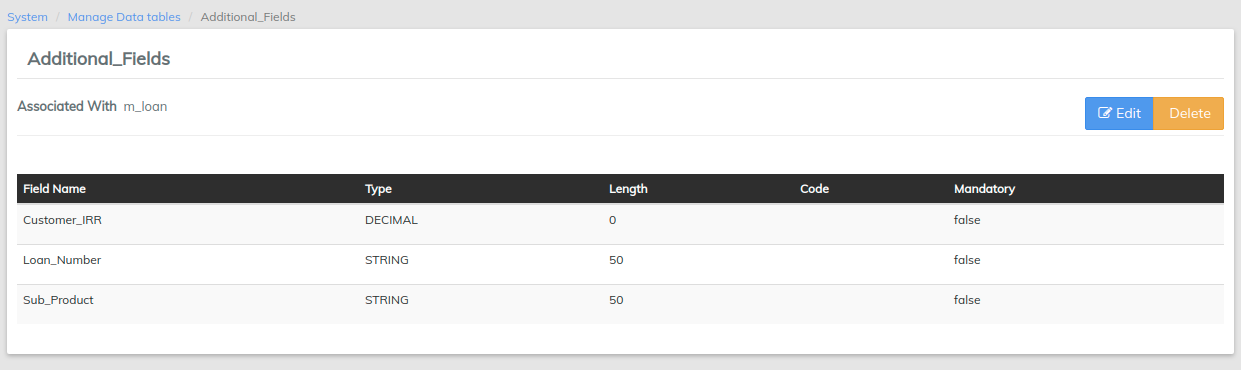 System / Manage Data tables / Additional_Fields
Additional_Fields
Associated With m_loan
Edit Delete
Field Name Type Length Code Mandatory
Customer_IRR DECIMAL 0 false
Loan_Number STRING 50 false
Sub_Product STRING 50 false